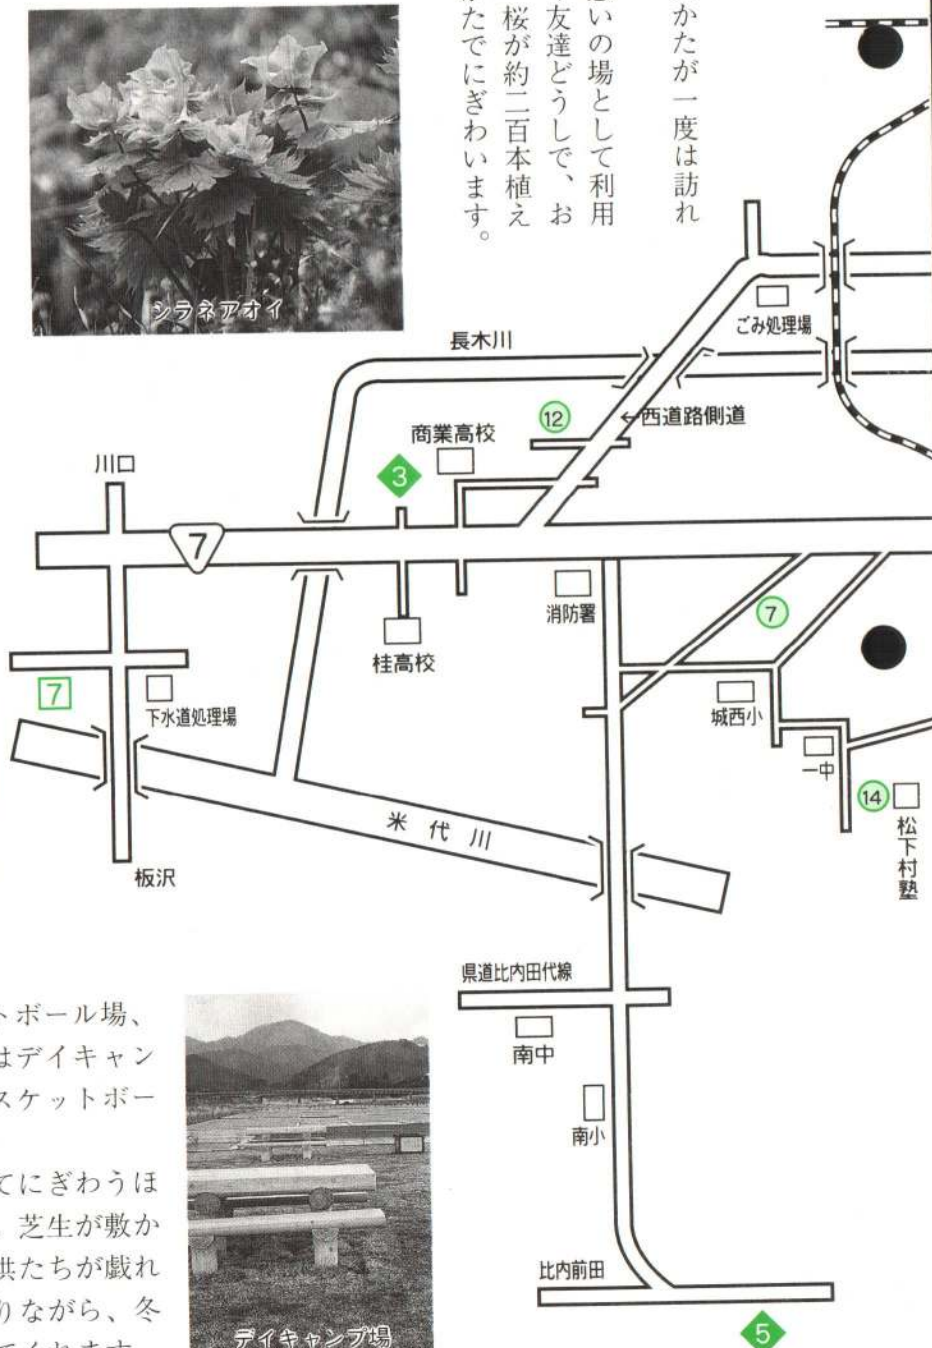 かたが一度は訪れ
いの場として利用
友達どうしで、お
桜が約二百本植え
たでにぎわいます。
シラネアオイ
ごみ処理場
長木川
⑫
←西道路側道
商業高校
3
川口
7
消防署
⑦
桂高校
7
下水道処理場
城西小
一中
⑭
松下村塾
米代川
板沢
県道比内田代線
南中
南小
比内前田
5
トボール場、
はデイキャン
スケットボー
てにぎわうほ
芝生が敷か
供たちが戯れ
りながら、冬
てくれます。
デイキャンプ場